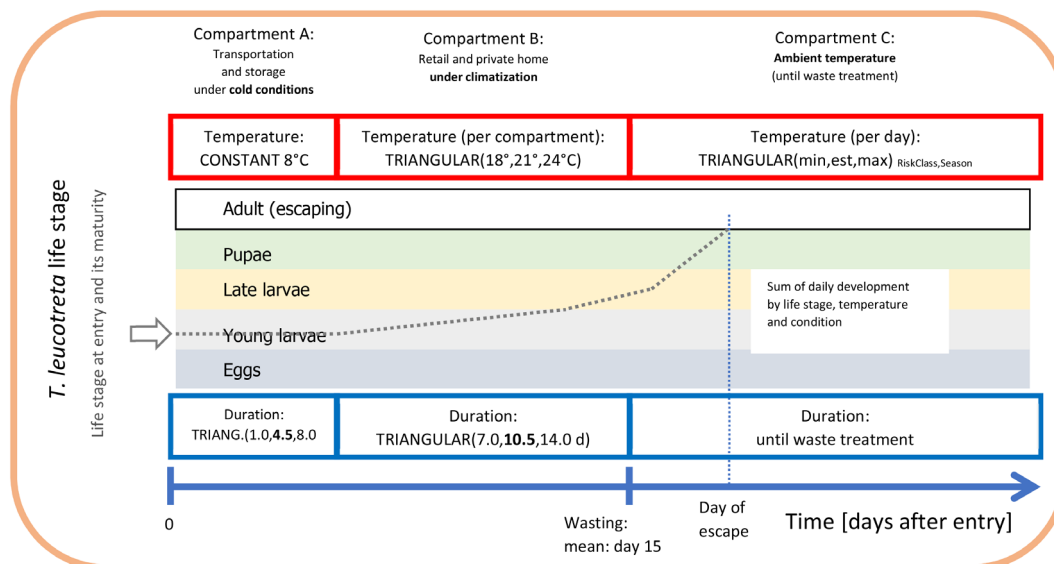 Compartment A:
Transportation
and storage
under cold conditions
Compartment B:
Retail and private home
under climatization
Compartment C:
Ambient temperature
(until waste treatment)
Temperature:
CONSTANT 8°C
Temperature (per compartment):
TRIANGULAR(18°,21°,24°C)
Temperature (per day):
TRIANGULAR(min,est,max) RiskClass,Season
T. leucotreta life stage
Life stage at entry and its maturity
Adult (escaping)
Pupae
Late larvae
Young larvae
Eggs
Sum of daily development
by life stage, temperature
and condition
Duration:
TRIANG.(1.0,4.5,8.0
Duration:
TRIANGULAR(7.0,10.5,14.0 d)
Duration:
until waste treatment
0
Wasting:
mean: day 15
Day of
escape
Time [days after entry]